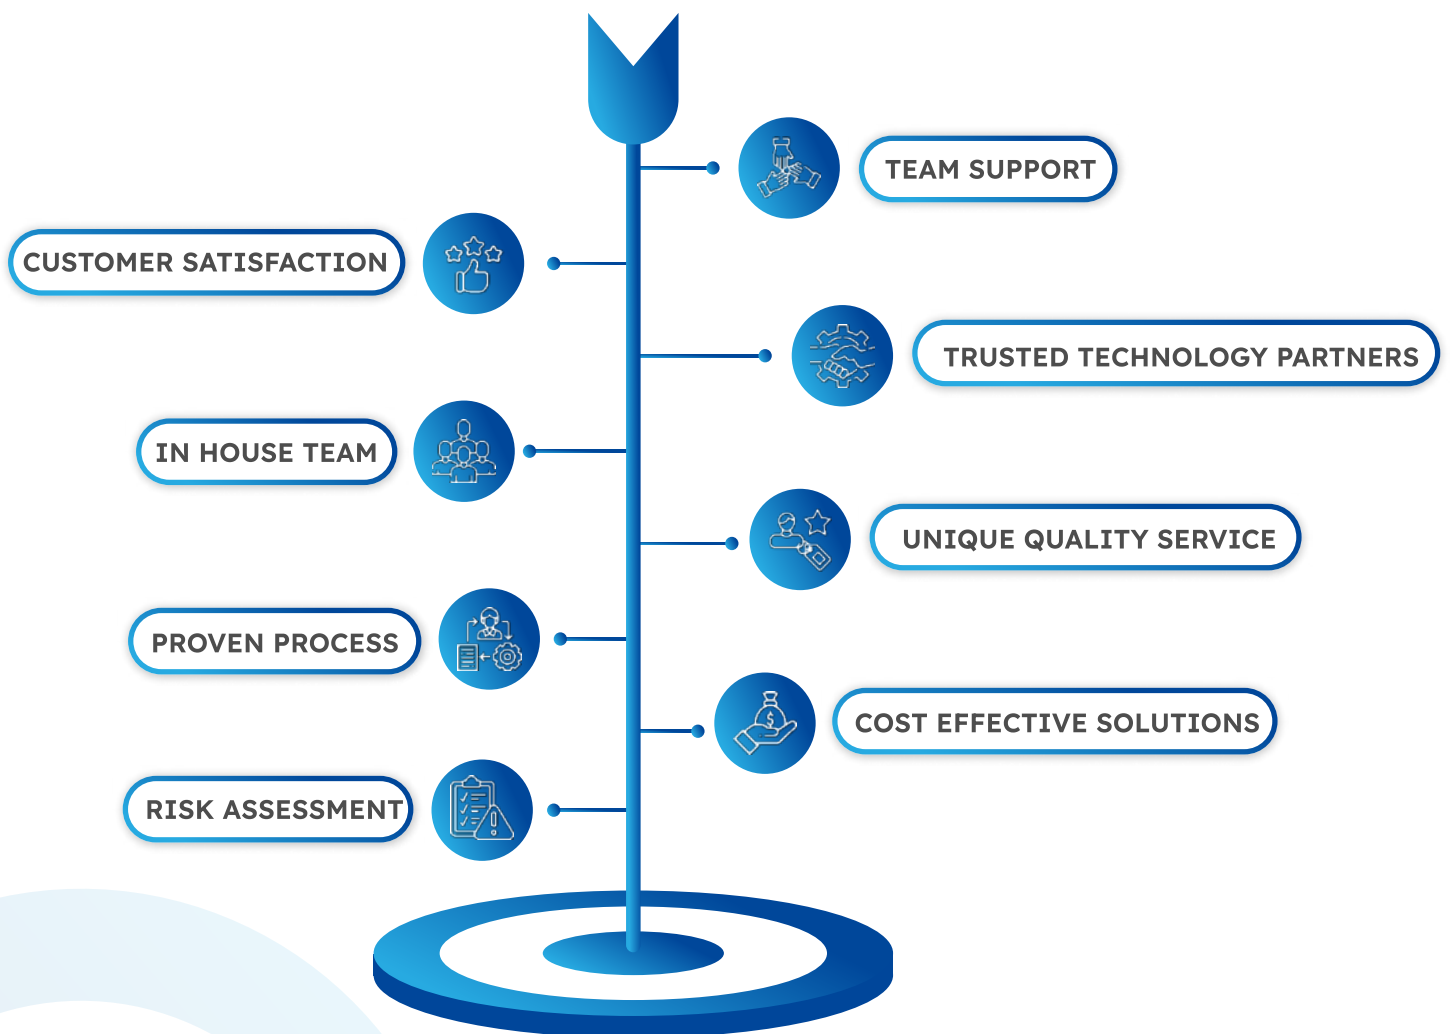 TEAM SUPPORT
CUSTOMER SATISFACTION
TRUSTED TECHNOLOGY PARTNERS
IN HOUSE TEAM
UNIQUE QUALITY SERVICE
PROVEN PROCESS
COST EFFECTIVE SOLUTIONS
RISK ASSESSMENT